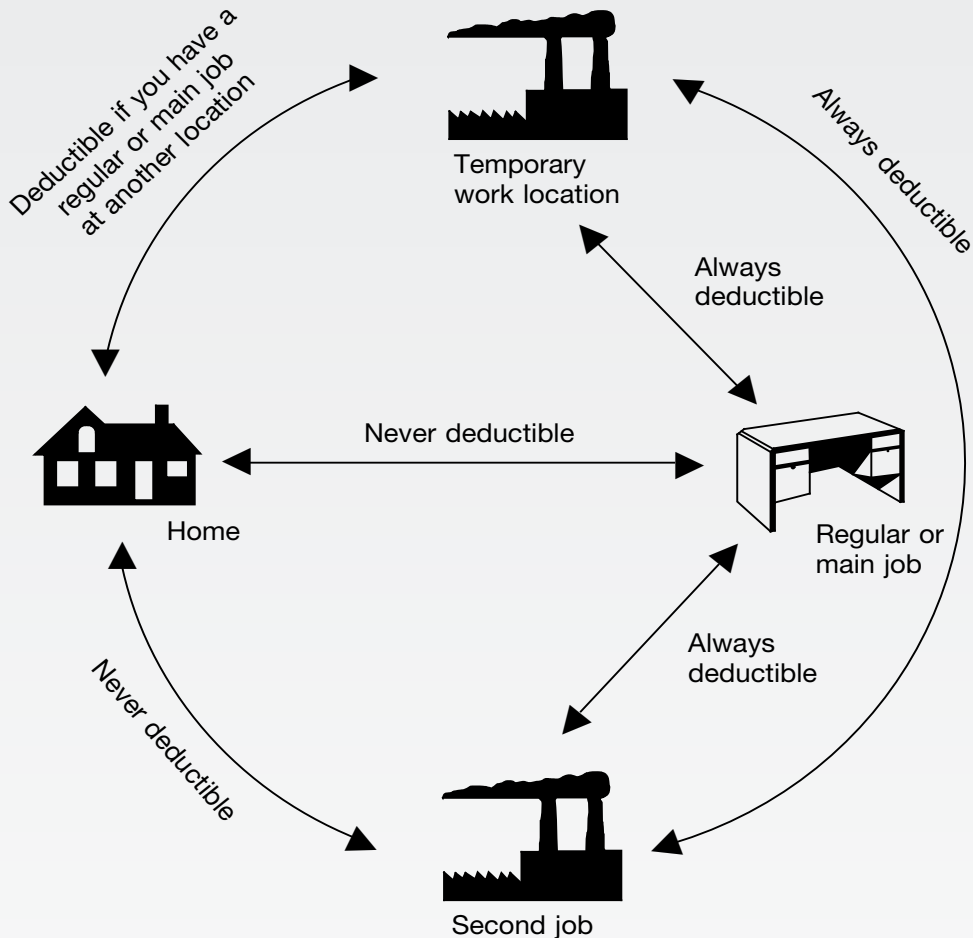 Deductible if you have a
regular or main job
at another location
Temporary
work location
Always deductible
Always
deductible
Never deductible
Home
Regular or
main job
Always
deductible
Never deductible
Second job